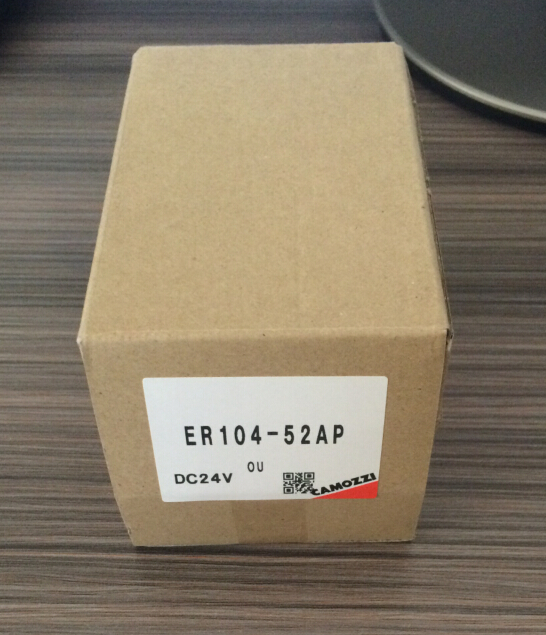 ER104-52AP
OU
DC24V
CAMOZZI